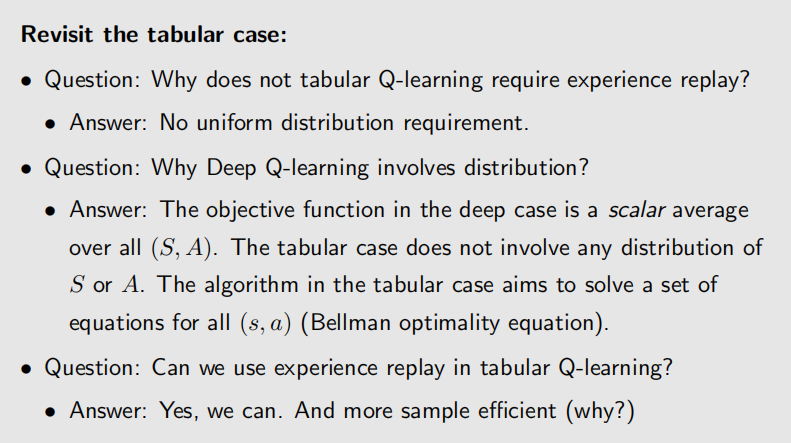 Revisit the tabular case:
• Question: Why does not tabular Q-learning require experience replay?
• Answer: No uniform distribution requirement.
• Question: Why Deep Q-learning involves distribution?
• Answer: The objective function in the deep case is a scalar average
over all (S, A). The tabular case does not involve any distribution of
S or A. The algorithm in the tabular case aims to solve a set of
equations for all (s, a) (Bellman optimality equation).
• Question: Can we use experience replay in tabular Q-learning?
• Answer: Yes, we can. And more sample efficient (why?)